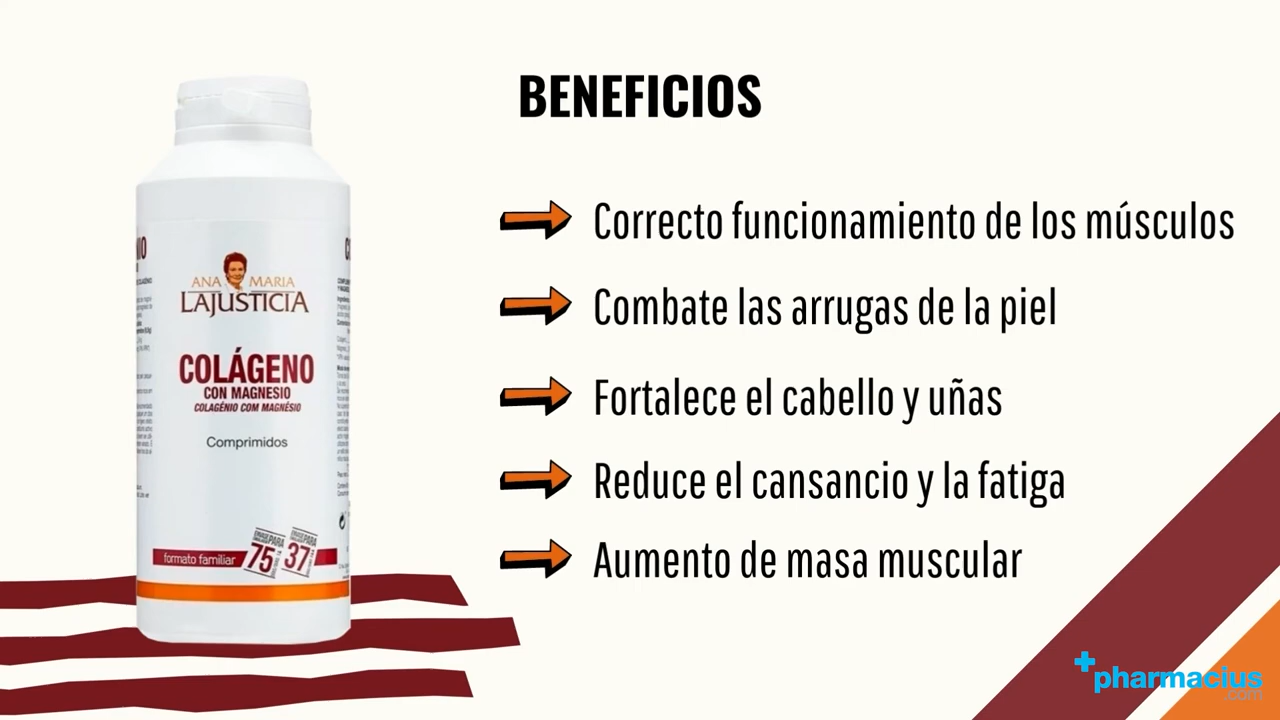 BENEFICIOS
Correcto funcionamiento de los músculos
Combate las arrugas de la piel
Fortalece el cabello y uñas
Reduce el cansancio y la fatiga
Aumento de masa muscular
ANA MARIA
LAJUSTICIA
COLÁGENO
CON MAGNESIO
COLAGÉNIO COM MAGNÉSIO
Comprimidos
formato familiar
75
37
pharmacius
.com